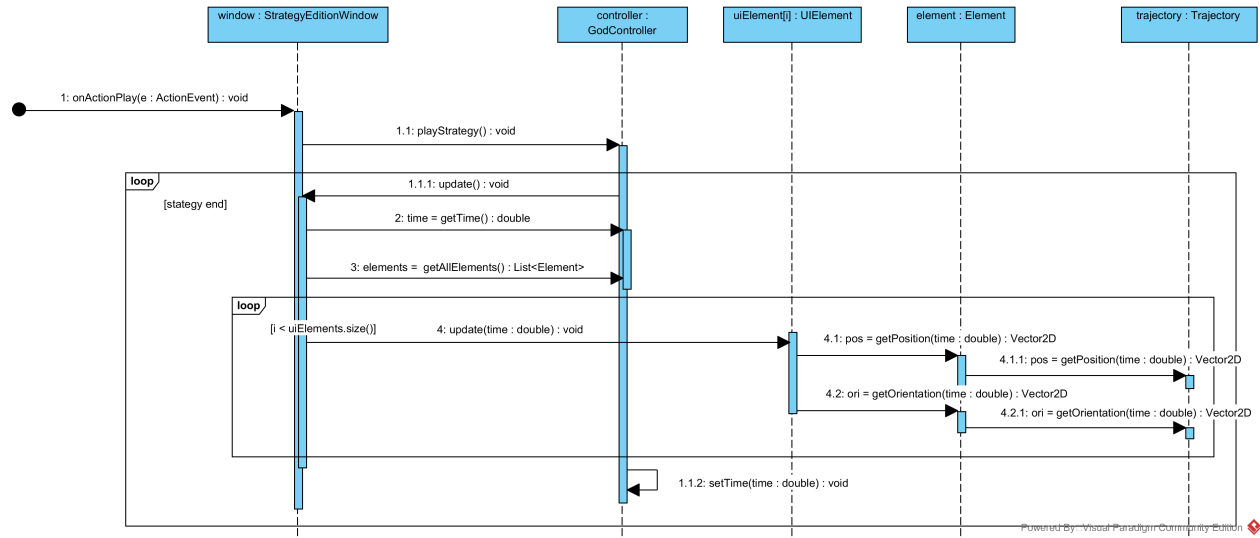 window : StrategyEditionWindow
controller :
GodController
uiElement[i] : UIElement
element : Element
trajectory : Trajectory
1: onActionPlay(e : ActionEvent) : void
1.1: playStrategy() : void
loop
1.1.1: update() : void
[stategy end]
2: time = getTime() : double
3: elements =  getAllElements() : List<Element>
loop
[i < uiElements.size()]
4: update(time : double) : void
4.1: pos = getPosition(time : double) : Vector2D
4.1.1: pos = getPosition(time : double) : Vector2D
4.2: ori = getOrientation(time : double) : Vector2D
4.2.1: ori = getOrientation(time : double) : Vector2D
1.1.2: setTime(time : double) : void
Powered By: Visual Paradigm Community Edition